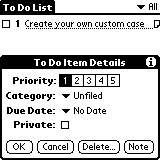 To Do List All
1 Create your own custom case
To Do Item Details i
Priority: 1 2 3 4 5
Category: Unfiled
Due Date: No Date
Private:
OK Cancel Delete... Note